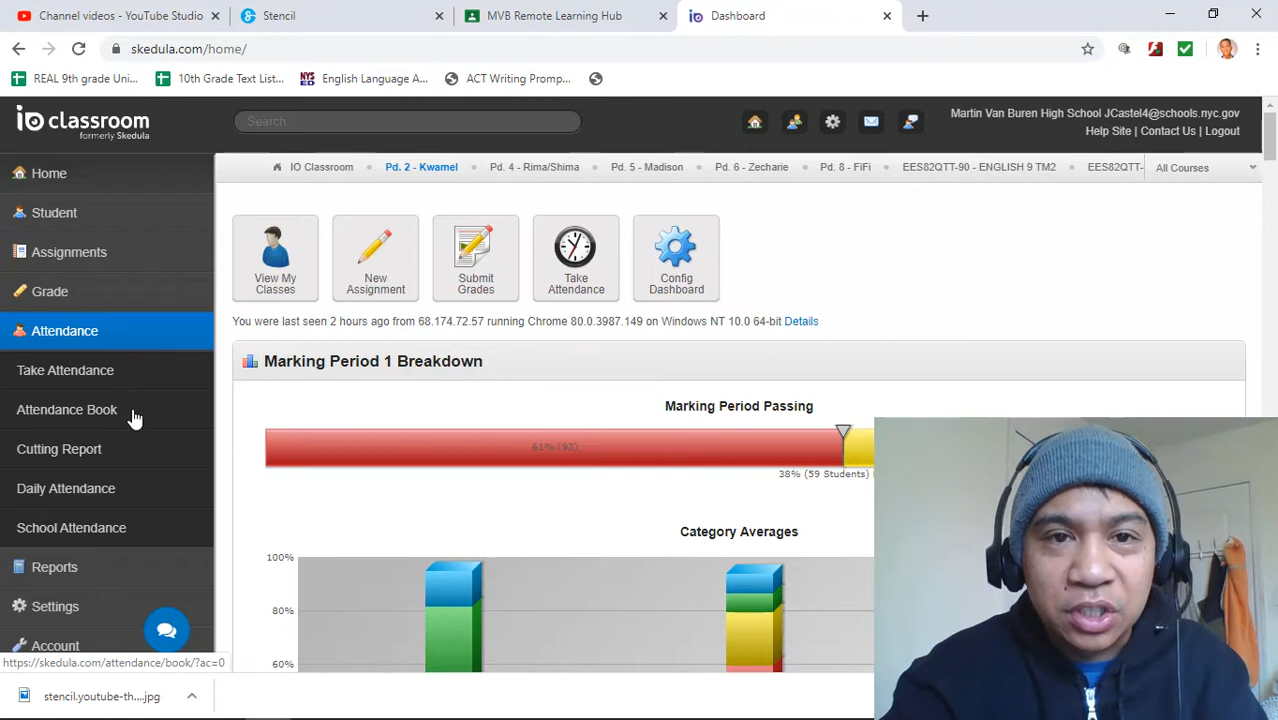 Channel videos - YouTube Studio
Stencil
MVB Remote Learning Hub
Dashboard
skedula.com/home/
REAL 9th grade Uni...
10th Grade Text List...
NYS ED
English Language A...
ACT Writing Promp...
io classroom
formerly Skedula
Search...
Martin Van Buren High School JCastel4@schools.nyc.gov
Help Site | Contact Us | Logout
IO Classroom
Pd. 2 - Kwamel
Pd. 4 - Rima/Shima
Pd. 5 - Madison
Pd. 6 - Zecharie
Pd. 8 - FiFi
EES82QTT-90 - ENGLISH 9 TM2
EES82QTT-
All Courses
Home
Student
Assignments
Grade
Attendance
Take Attendance
Attendance Book
Cutting Report
Daily Attendance
School Attendance
Reports
Settings
Account
View My Classes
New Assignment
Submit Grades
Take Attendance
Config Dashboard
You were last seen 2 hours ago from 68.174.72.57 running Chrome 80.0.3987.149 on Windows NT 10.0 64-bit Details
Marking Period 1 Breakdown
Marking Period Passing
61% (92)
38% (59 Students)
Category Averages
100%
80%
60%
https://skedula.com/attendance/book/?ac=0
stencil.youtube-th....jpg